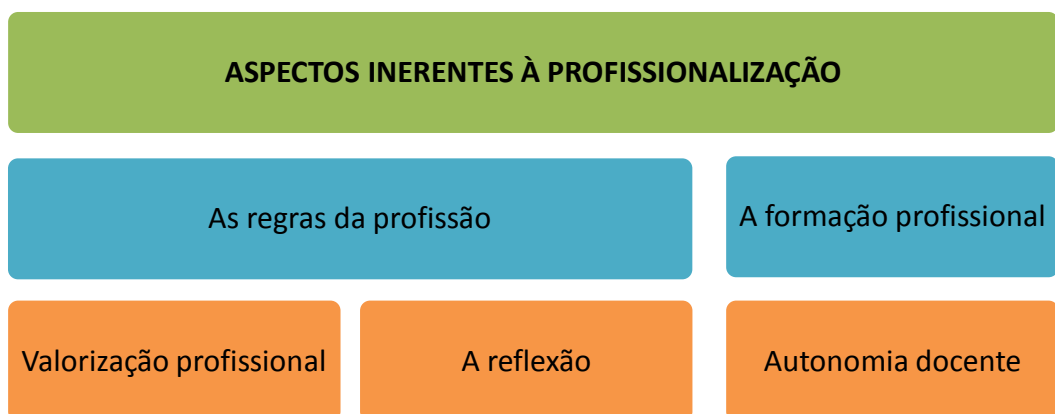 ASPECTOS INERENTES À PROFISSIONALIZAÇÃO
As regras da profissão
A formação profissional
Valorização profissional
A reflexão
Autonomia docente